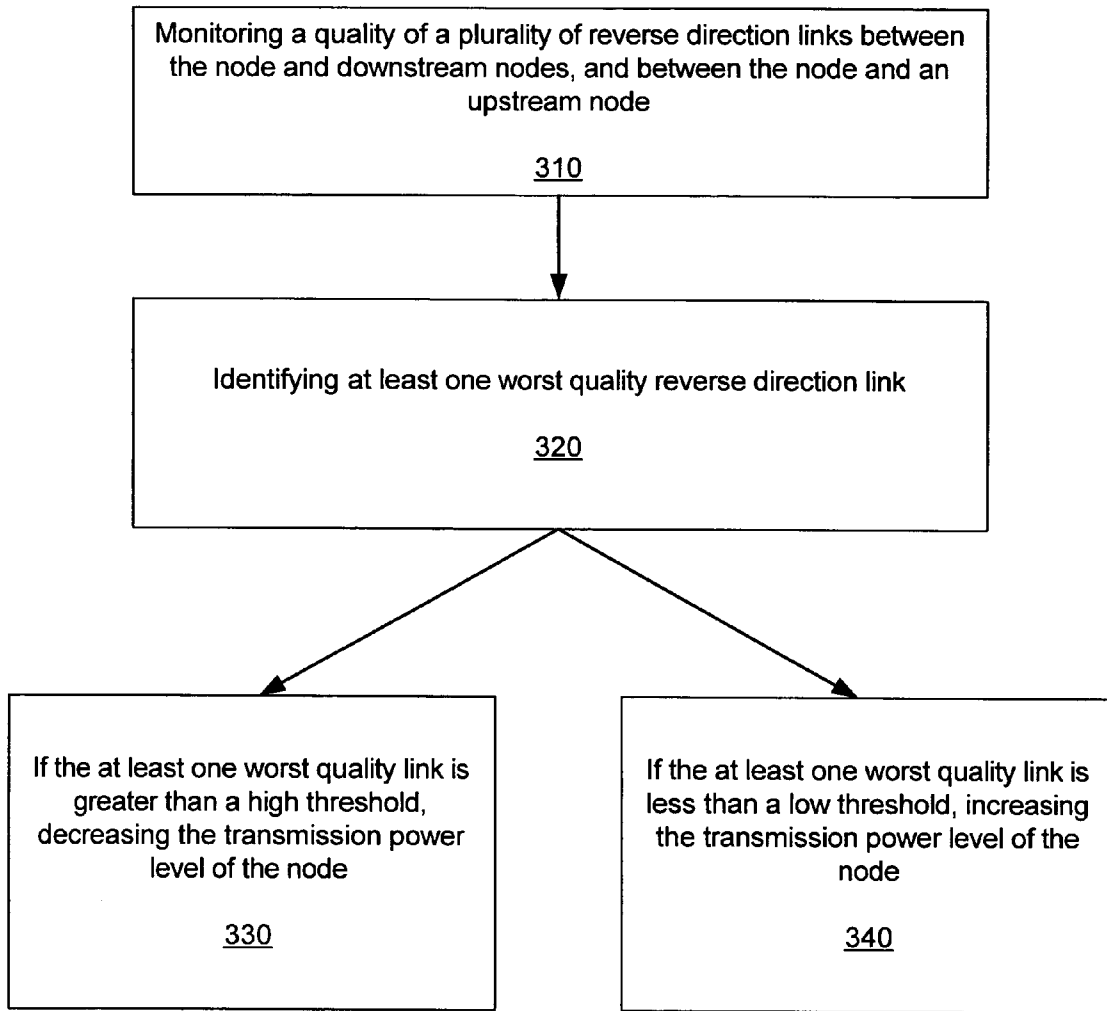 Monitoring a quality of a plurality of reverse direction links between
the node and downstream nodes, and between the node and an
upstream node
310
Identifying at least one worst quality reverse direction link
320
If the at least one worst quality link is
greater than a high threshold,
decreasing the transmission power
level of the node
330
If the at least one worst quality link is
less than a low threshold, increasing
the transmission power level of the
node
340